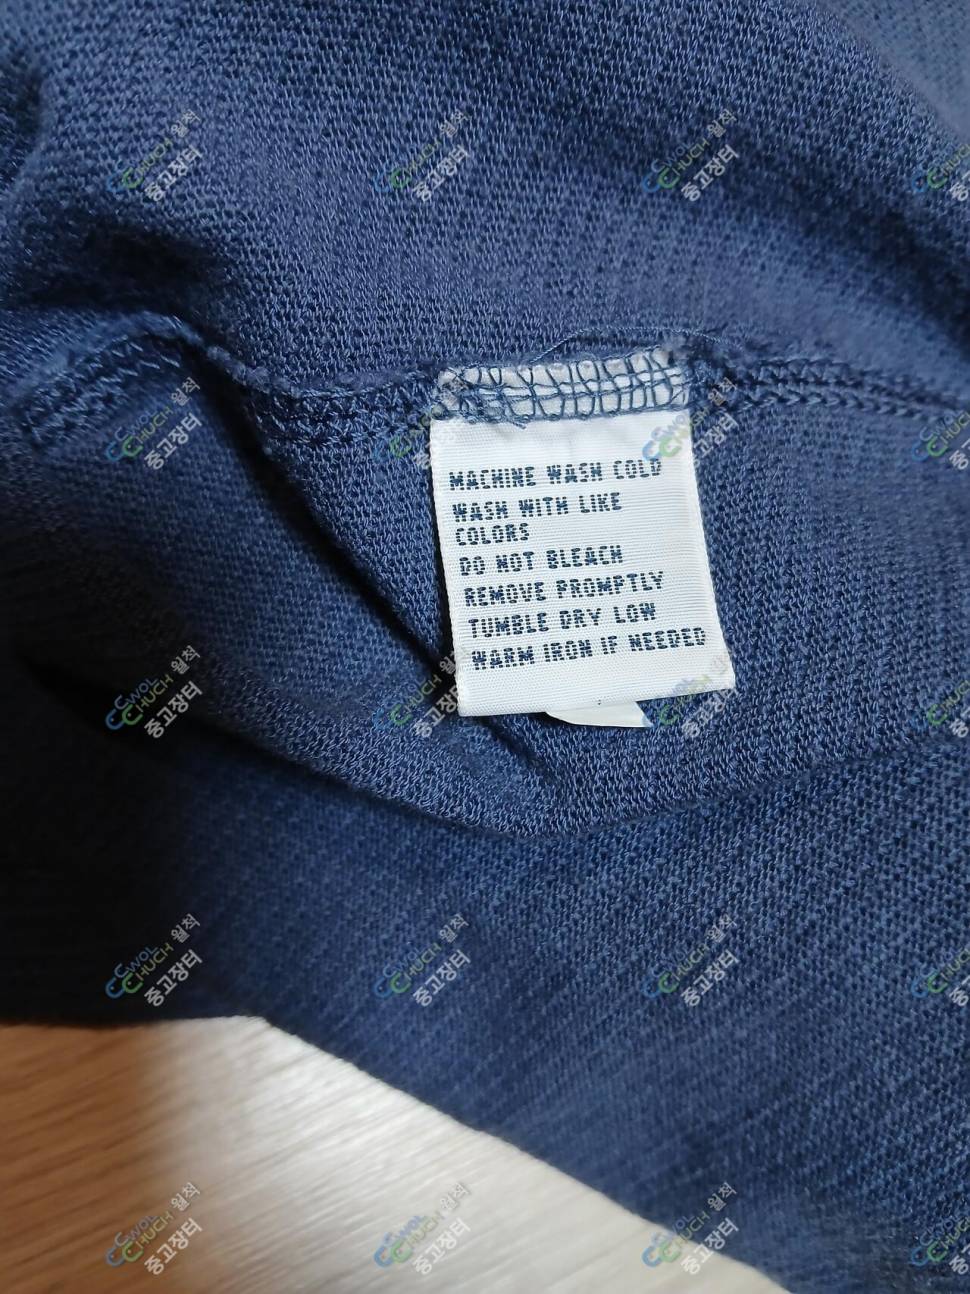 MACHINE WASH COLD
WASH WITH LIKE
COLORS
DO NOT BLEACH
REMOVE PROMPTLY
TUMBLE DRY LOW
WARM IRON IF NEEDED
CWOL
CHUCH 월척
중고장터